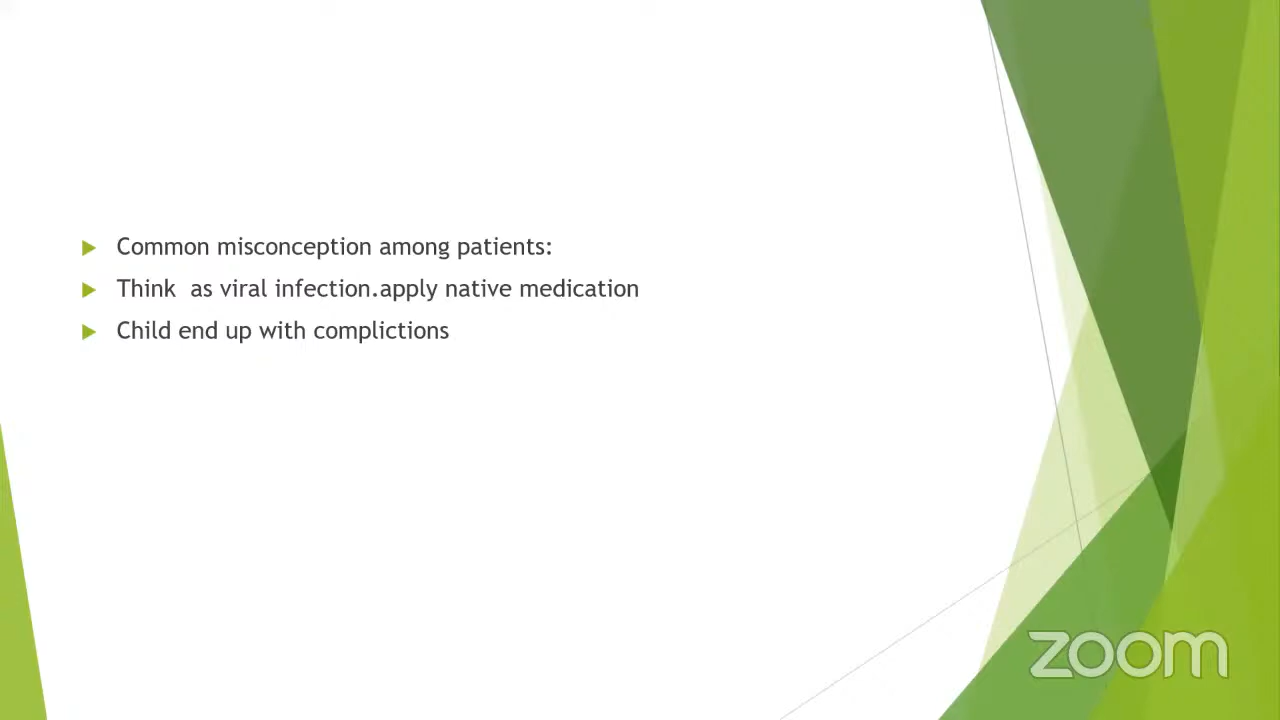 Common misconception among patients:
Think as viral infection.apply native medication
Child end up with complictions
zoom